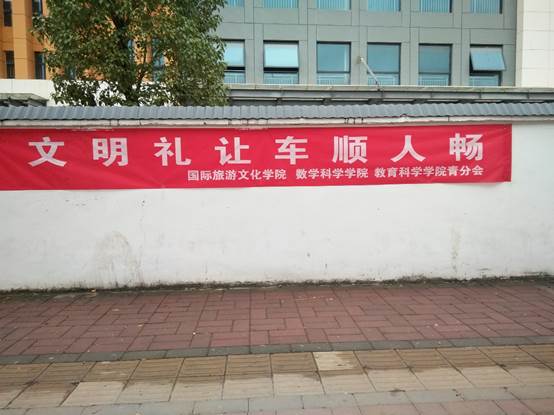 文明礼让车顺人畅
国际旅游文化学院 数学科学学院 教育科学学院青分会